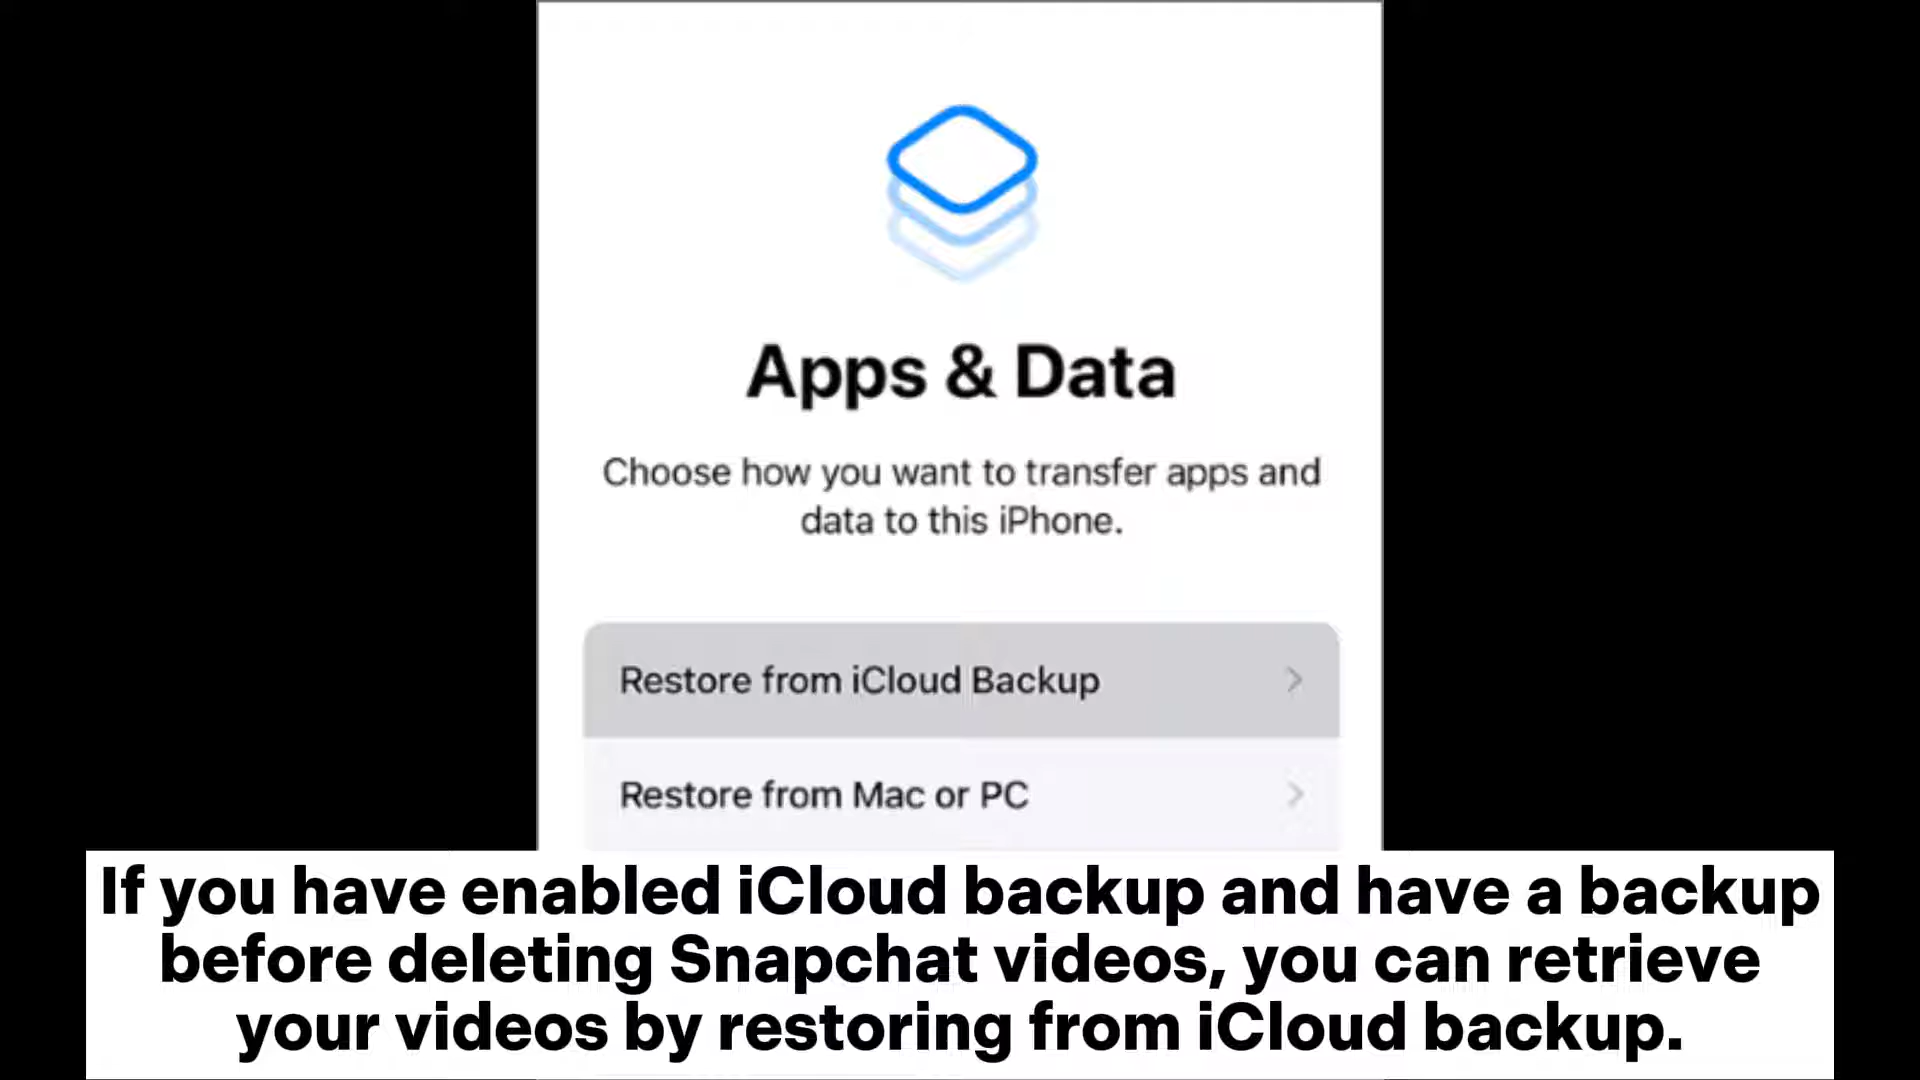 Apps & Data
Choose how you want to transfer apps and
data to this iPhone.
Restore from iCloud Backup
Restore from Mac or PC
If you have enabled iCloud backup and have a backup
before deleting Snapchat videos, you can retrieve
your videos by restoring from iCloud backup.